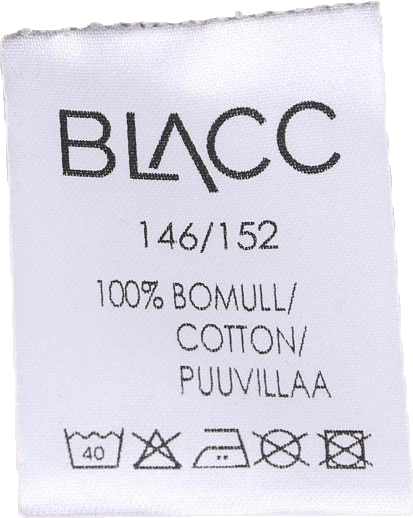 BLACC
146/152
100% BOMULL/
COTTON/
PUUVILLAA
40